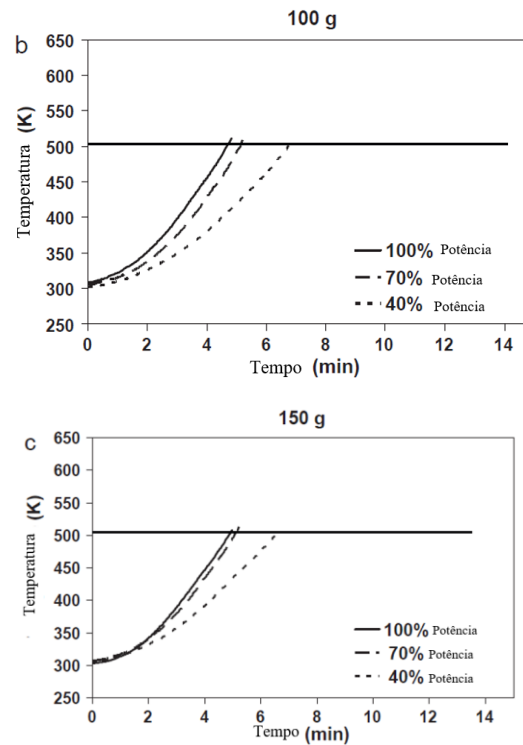 100 g
b
650
600
550
500
450
400
350
300
250
Temperatura (K)
100% Potência
70% Potência
40% Potência
0 2 4 6 8 10 12 14
Tempo (min)
150 g
c
650
600
550
500
450
400
350
300
250
Temperatura (K)
100% Potência
70% Potência
40% Potência
0 2 4 6 8 10 12 14
Tempo (min)